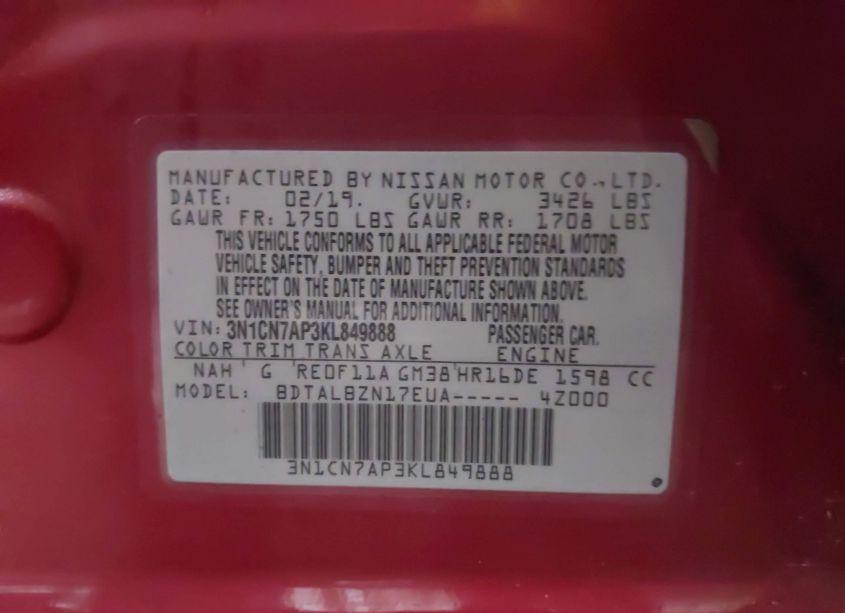 MANUFACTURED BY NISSAN MOTOR CO., LTD.
DATE: 02/19. GVWR: 3426 LBS
GAWR FR: 1750 LBS GAWR RR: 1708 LBS
THIS VEHICLE CONFORMS TO ALL APPLICABLE FEDERAL MOTOR
VEHICLE SAFETY, BUMPER AND THEFT PREVENTION STANDARDS
IN EFFECT ON THE DATE OF MANUFACTURE SHOWN ABOVE.
SEE OWNER'S MANUAL FOR ADDITIONAL INFORMATION.
VIN: 3N1CN7AP3KL849888 PASSENGER CAR.
COLOR TRIM TRANS AXLE ENGINE
NAH G RE0F11A GM38 HR16DE 1598 CC
MODEL: BDTALBZN17EUA----- 4Z000
3N1CN7AP3KL849888